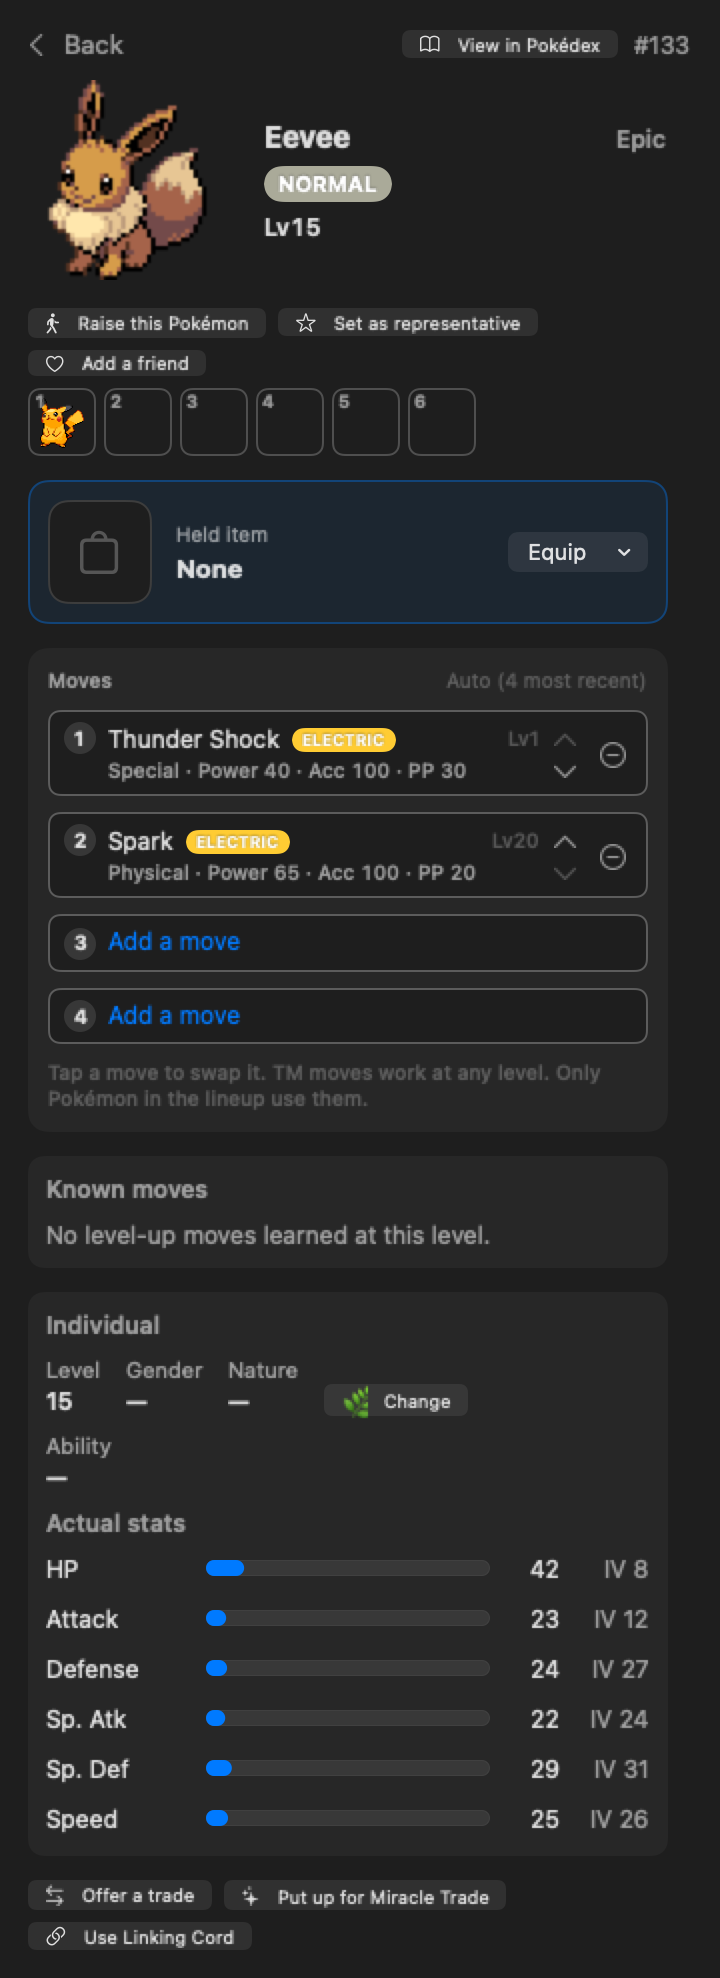 Back
View in Pokédex
#133
Eevee
Epic
NORMAL
Lv15
Raise this Pokémon
Set as representative
Add a friend
1 2 3 4 5 6
Held item
None
Equip
Moves
Auto (4 most recent)
1 Thunder Shock ELECTRIC Lv1
Special · Power 40 · Acc 100 · PP 30
2 Spark ELECTRIC Lv20
Physical · Power 65 · Acc 100 · PP 20
3 Add a move
4 Add a move
Tap a move to swap it. TM moves work at any level. Only
Pokémon in the lineup use them.
Known moves
No level-up moves learned at this level.
Individual
Level Gender Nature
15 — — Change
Ability
—
Actual stats
HP 42 IV 8
Attack 23 IV 12
Defense 24 IV 27
Sp. Atk 22 IV 24
Sp. Def 29 IV 31
Speed 25 IV 26
Offer a trade
Put up for Miracle Trade
Use Linking Cord